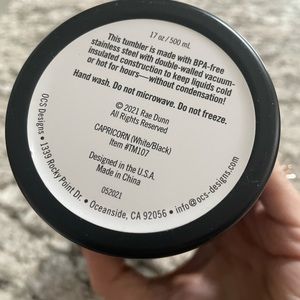 17 oz / 500 mL
This tumbler is made with BPA-free
stainless steel with double-walled vacuum-
insulated construction to keep liquids cold
or hot for hours—without condensation!
Hand wash. Do not microwave. Do not freeze.
© 2021 Rae Dunn
All Rights Reserved
CAPRICORN (White/Black)
Item #TM107
Designed in the U.S.A.
Made in China
052021
OCS Designs • 1339 Rocky Point Dr. • Oceanside, CA 92056 • info@ocs-designs.com